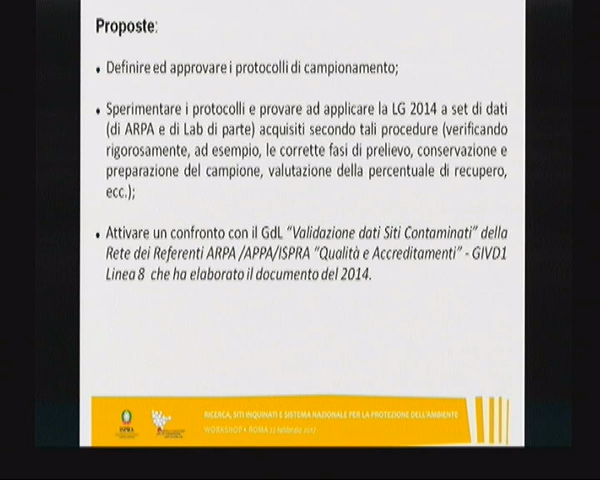 Proposte:
• Definire ed approvare i protocolli di campionamento;
• Sperimentare i protocolli e provare ad applicare la LG 2014 a set di dati
(di ARPA e di Lab di parte) acquisiti secondo tali procedure (verificando
rigorosamente, ad esempio, le corrette fasi di prelievo, conservazione e
preparazione del campione, valutazione della percentuale di recupero,
ecc.);
• Attivare un confronto con il GdL “Validazione dati Siti Contaminati” della
Rete dei Referenti ARPA /APPA/ISPRA “Qualità e Accreditamenti” - GIVD1
Linea 8 che ha elaborato il documento del 2014.
RICERCA, SITI INQUINATI E SISTEMA NAZIONALE PER LA PROTEZIONE DELL'AMBIENTE
WORKSHOP • ROMA 13 febbraio 2017
ISPRA